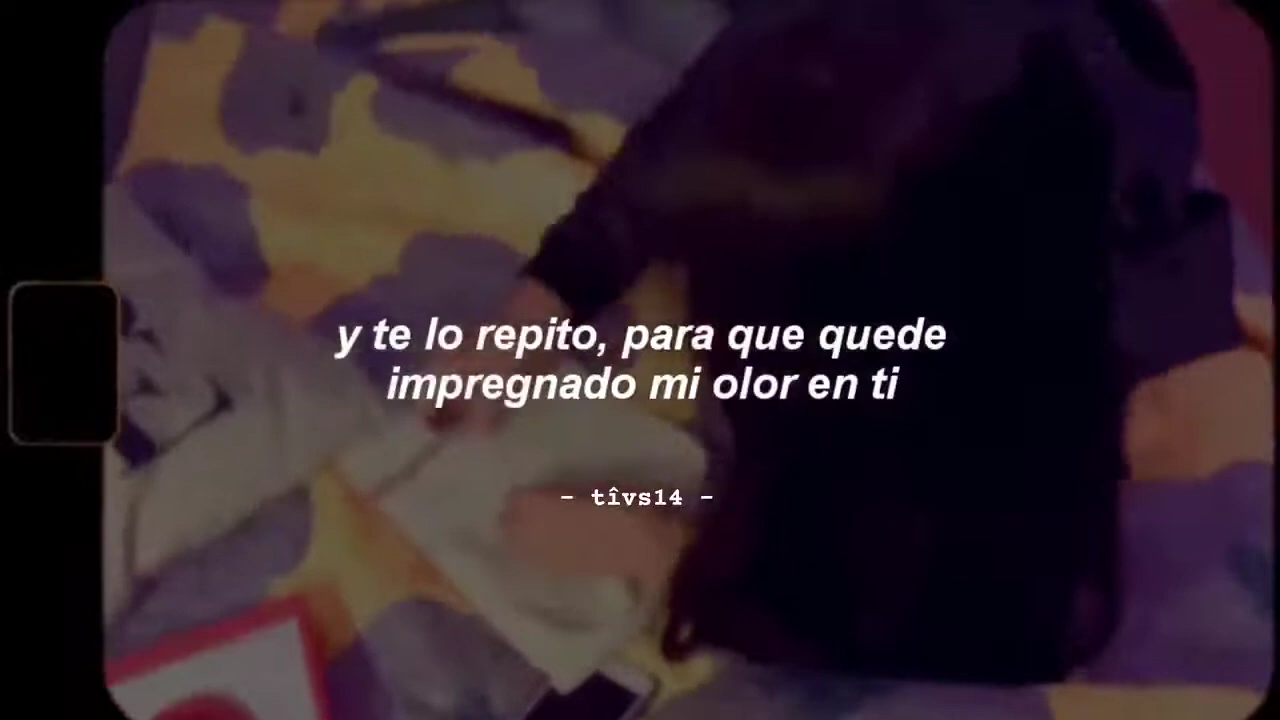 y te lo repito, para que quede
impregnado mi olor en ti
- tîvs14 -